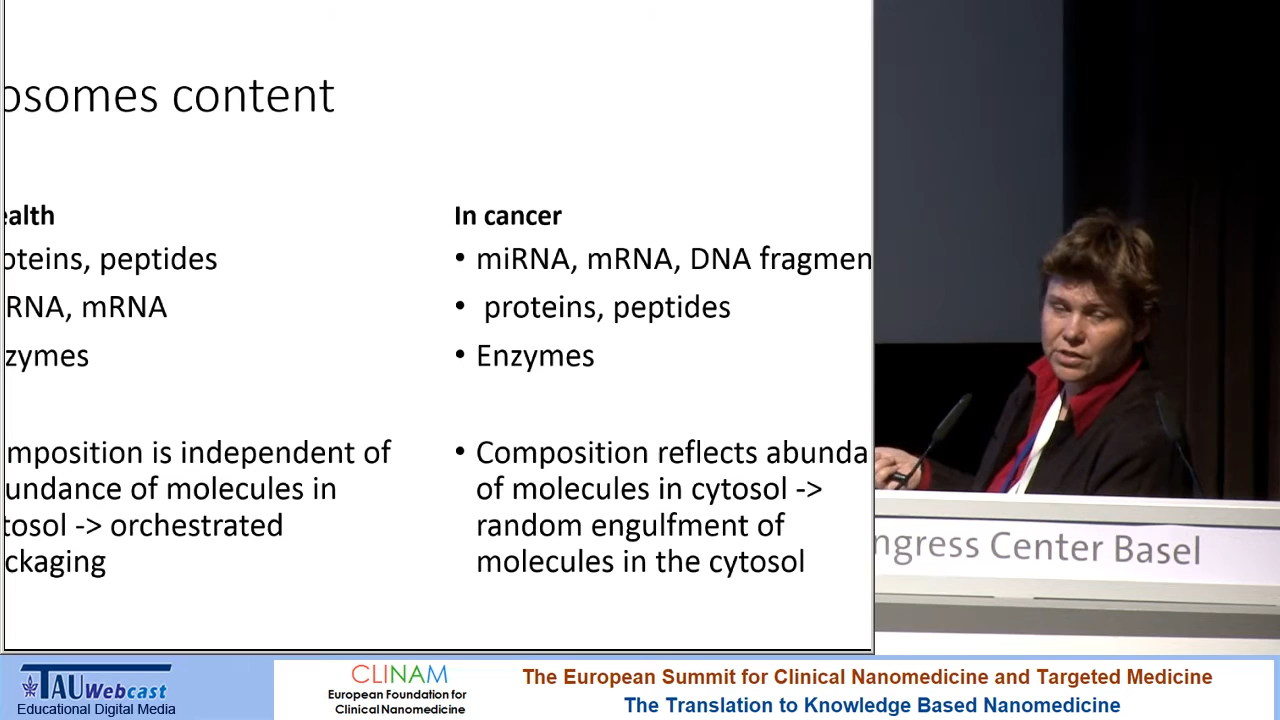 osomes content
ealth
oteins, peptides
RNA, mRNA
zymes
mposition is independent of
undance of molecules in
tosol -> orchestrated
ckaging
In cancer
• miRNA, mRNA, DNA fragmen
• proteins, peptides
• Enzymes
• Composition reflects abunda
of molecules in cytosol ->
random engulfment of
molecules in the cytosol
ngress Center Basel
TAU Webcast
Educational Digital Media
CLINAM
European Foundation for
Clinical Nanomedicine
The European Summit for Clinical Nanomedicine and Targeted Medicine
The Translation to Knowledge Based Nanomedicine